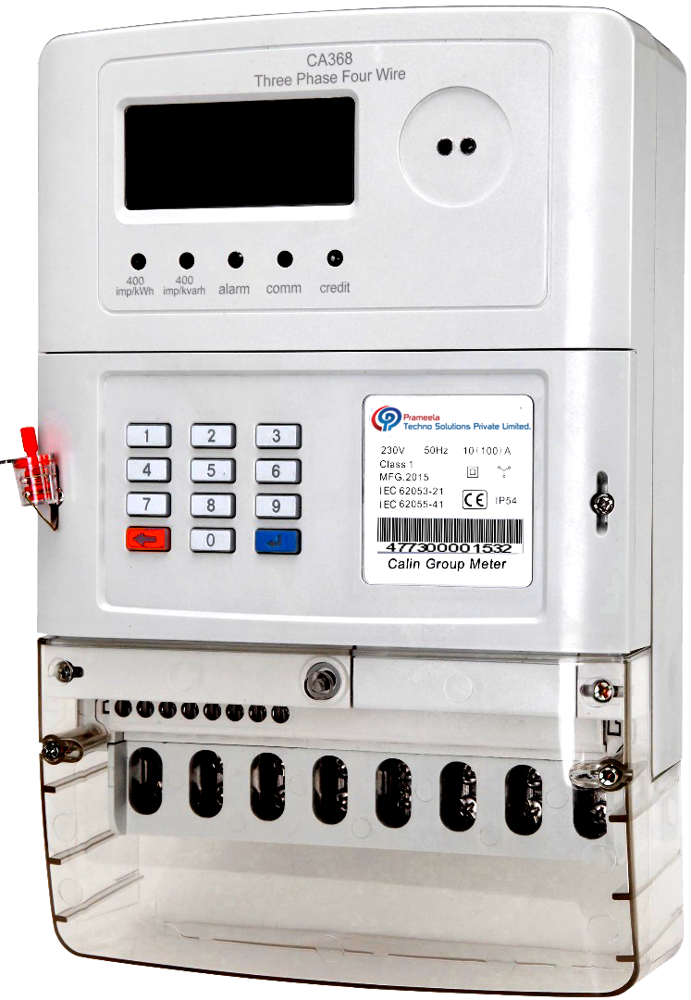 CA368
Three Phase Four Wire
400 imp/kWh
400 imp/kvarh
alarm
comm
credit
1 2 3
4 5 6
7 8 9
0
Prameela
Techno Solutions Private Limited.
230V 50Hz 10(100)A
Class 1
MFG.2015
IEC 62053-21
IEC 62055-41
CE IP54
477300001532
Calin Group Meter